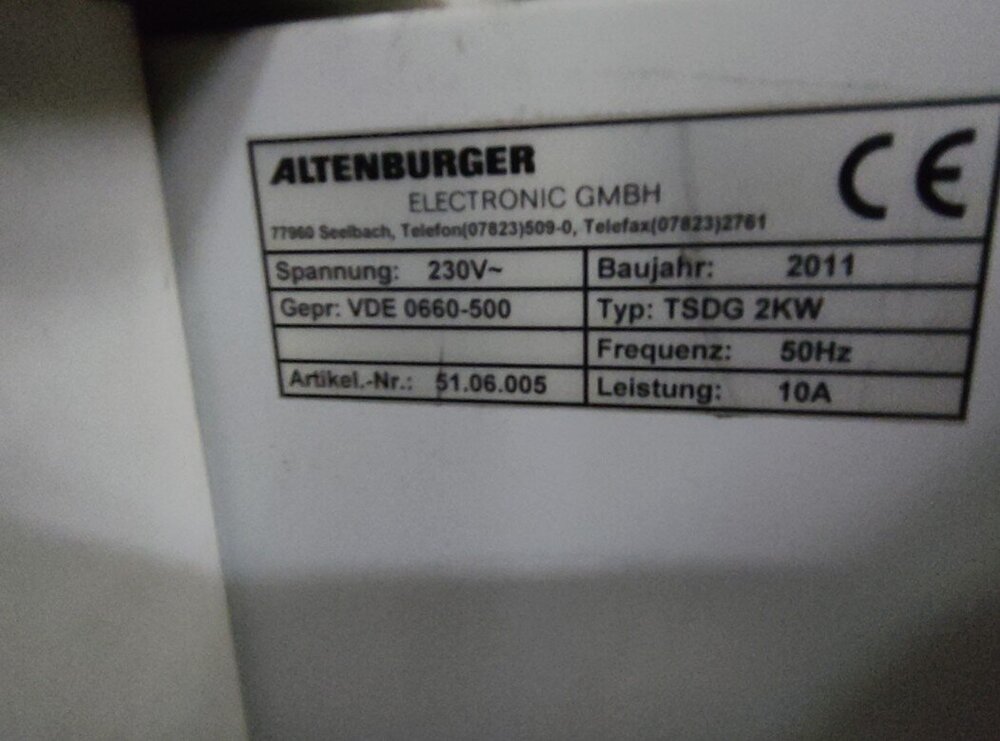 ALTENBURGER
ELECTRONIC GMBH
CE
77960 Seelbach, Telefon(07823)509-0, Telefax(07823)2761
Spannung: 230V~ Baujahr: 2011
Gepr: VDE 0660-500 Typ: TSDG 2KW
Frequenz: 50Hz
Artikel.-Nr.: 51.06.005 Leistung: 10A